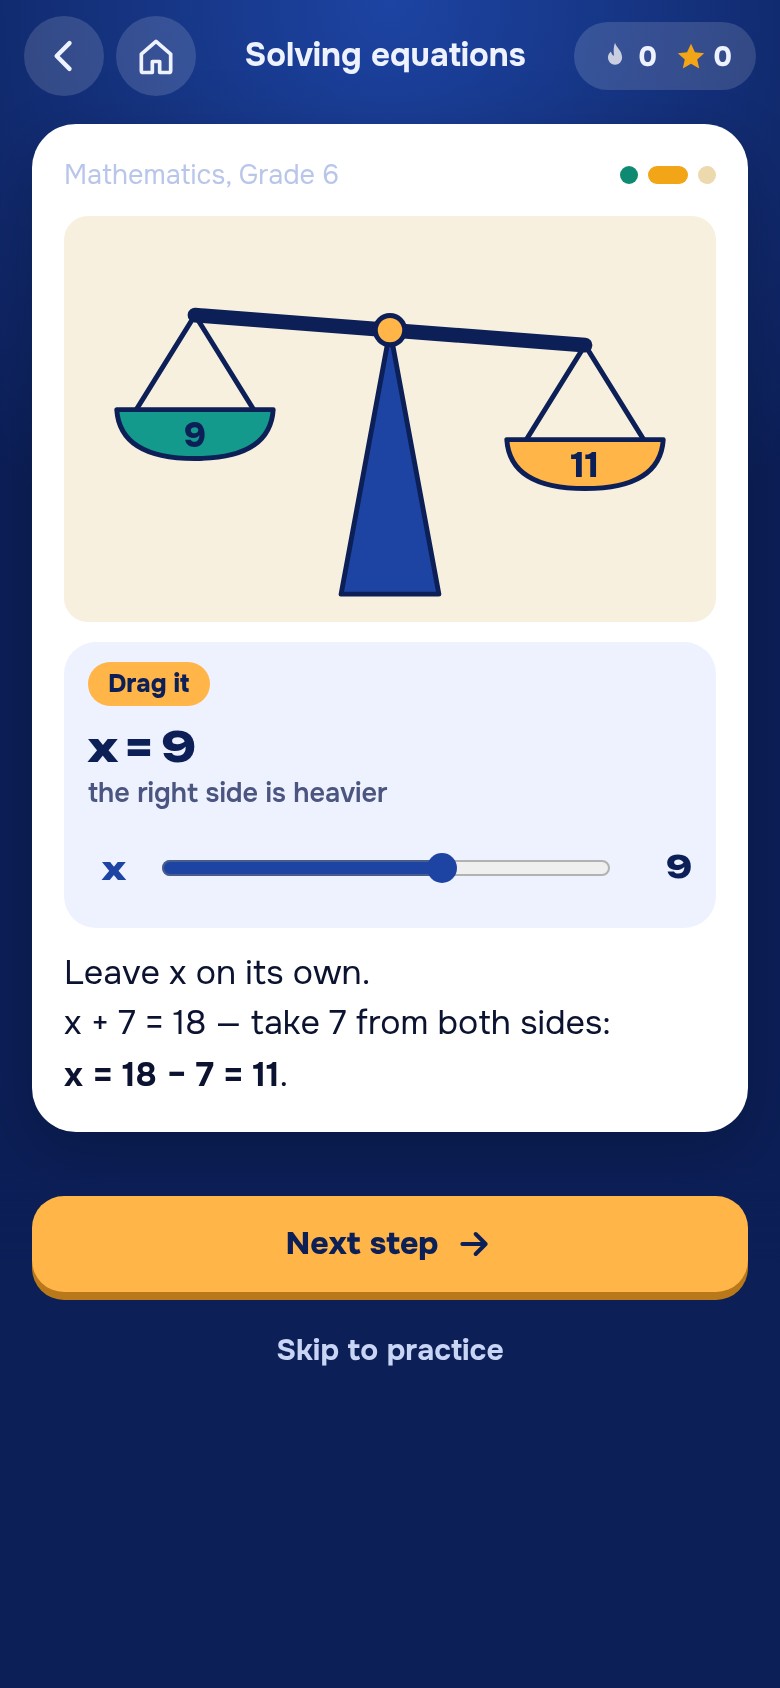 Solving equations
0
0
Mathematics, Grade 6
9
11
Drag it
x = 9
the right side is heavier
x
9
Leave x on its own.
x + 7 = 18 — take 7 from both sides:
x = 18 − 7 = 11.
Next step →
Skip to practice